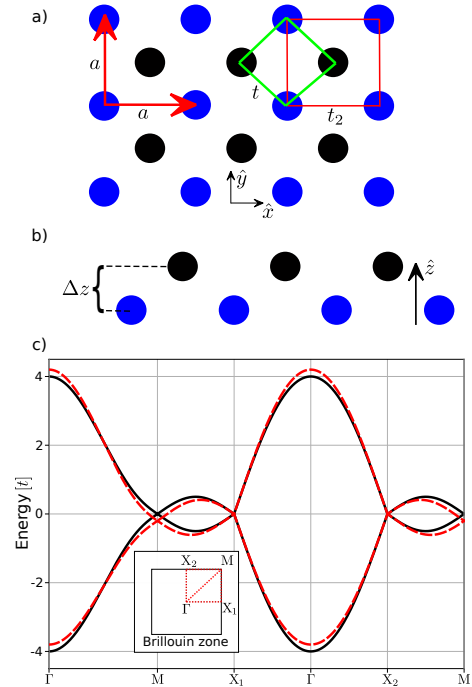 a)
a
a
t
t₂
ŷ
x̂
b)
Δz
ẑ
c)
Energy [t]
4
2
0
-2
-4
X₂
M
Γ
X₁
Brillouin zone
Γ
M
X₁
Γ
X₂
M